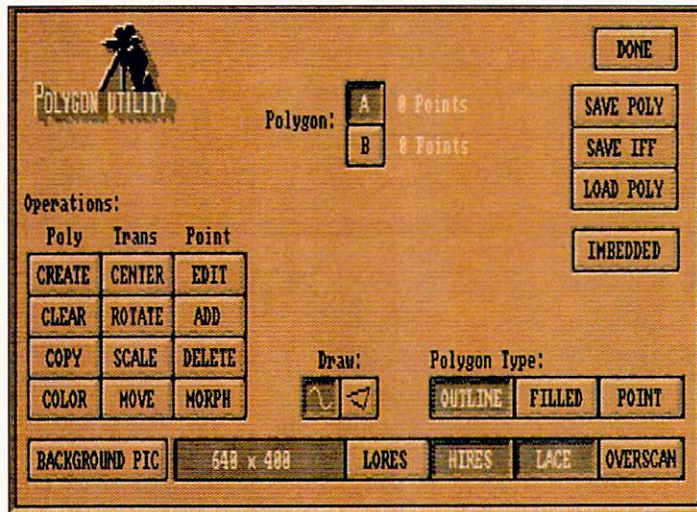 POLYGON UTILITY
DONE
Polygon:
A 0 Points
B 0 Points
SAVE POLY
SAVE IFF
LOAD POLY
IMBEDDED
Operations:
Poly Trans Point
CREATE CENTER EDIT
CLEAR ROTATE ADD
COPY SCALE DELETE
COLOR MOVE MORPH
Draw:
Polygon Type:
OUTLINE FILLED POINT
BACKGROUND PIC 640 x 400 LORES HIRES LACE OVERSCAN